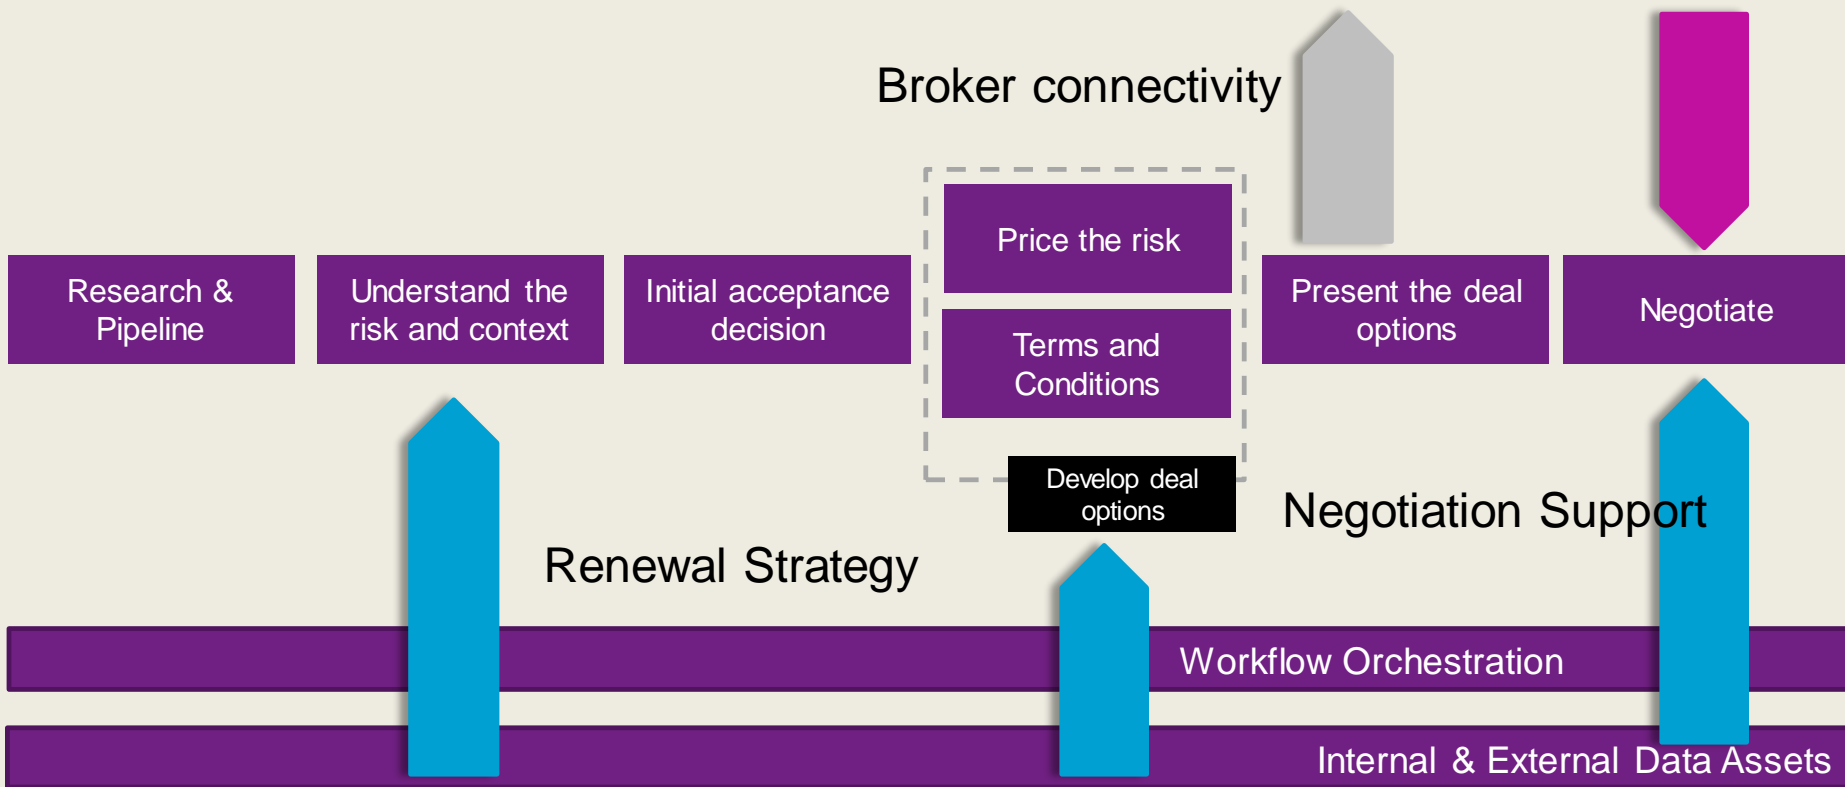 Broker connectivity
Research &
Pipeline
Understand the
risk and context
Initial acceptance
decision
Price the risk
Terms and
Conditions
Develop deal
options
Present the deal
options
Negotiate
Renewal Strategy
Negotiation Support
Workflow Orchestration
Internal & External Data Assets